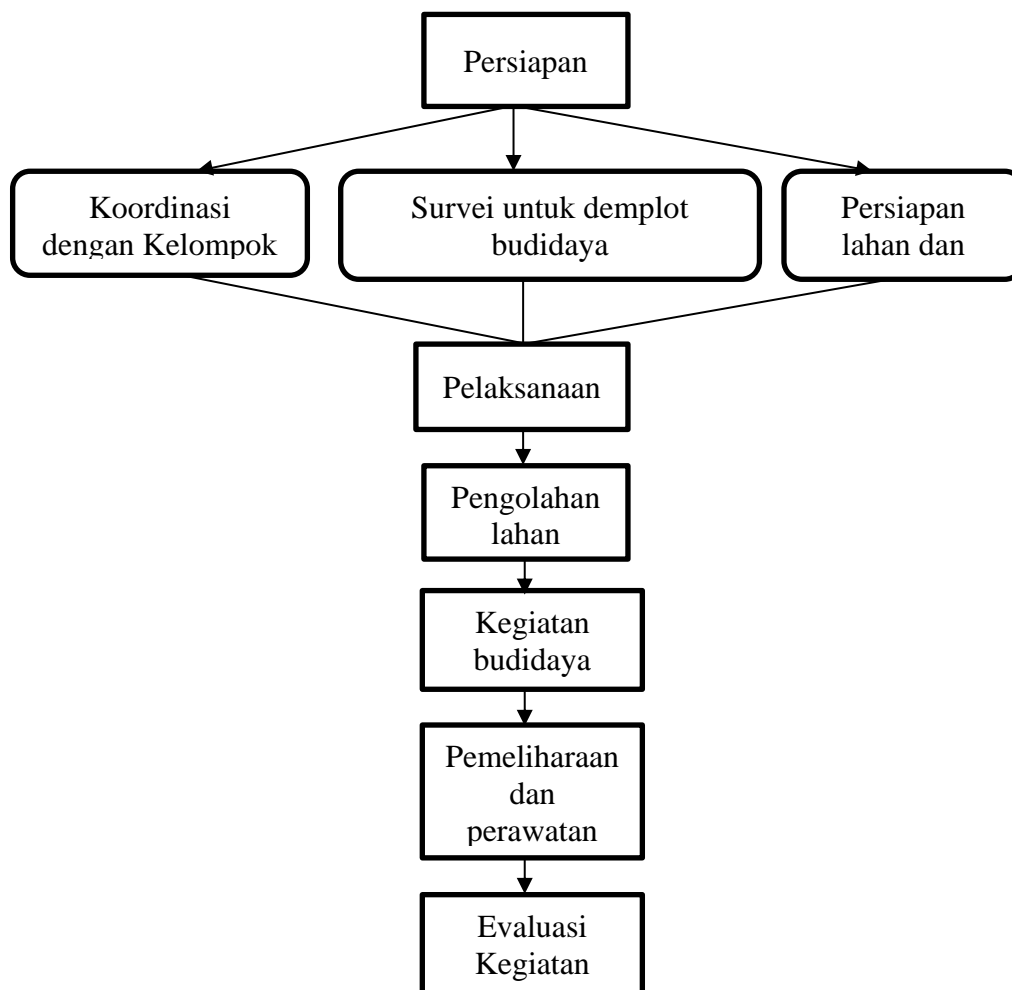 Persiapan
Koordinasi
dengan Kelompok
Survei untuk demplot
budidaya
Persiapan
lahan dan
Pelaksanaan
Pengolahan
lahan
Kegiatan
budidaya
Pemeliharaan
dan
perawatan
Evaluasi
Kegiatan